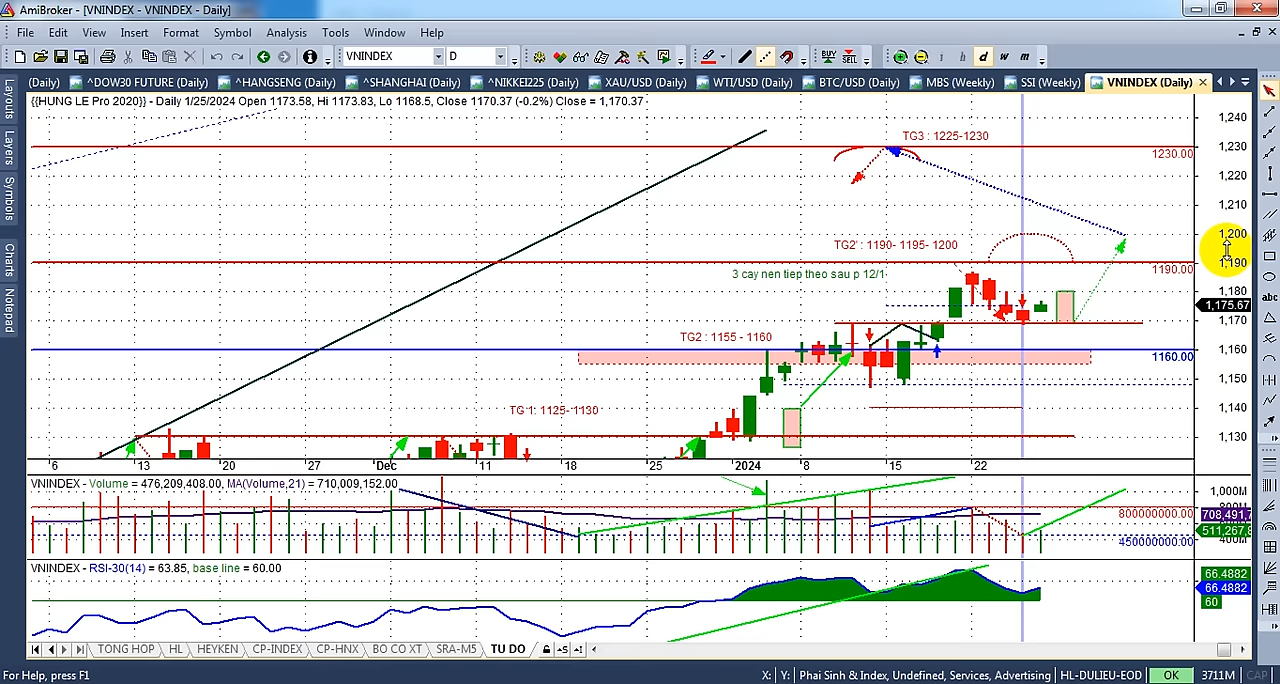 AmiBroker - [VNINDEX - VNINDEX - Daily]
File Edit View Insert Format Symbol Analysis Tools Window Help
VNINDEX D BUY SELL i h d w m
(Daily) ^DOW30 FUTURE (Daily) ^HANGSENG (Daily) ^SHANGHAI (Daily) ^NIKKEI225 (Daily) XAU/USD (Daily) WTI/USD (Daily) BTC/USD (Daily) MBS (Weekly) SSI (Weekly) VNINDEX (Daily)
Layouts
Layers
Symbols
Charts
Notepad
{{HUNG LE Pro 2020}} - Daily 1/25/2024 Open 1173.58, Hi 1173.83, Lo 1168.5, Close 1170.37 (-0.2%) Close = 1,170.37
1,240
TG3 : 1225-1230
1,230
1230.00
1,220
1,210
1,200
TG2' : 1190- 1195- 1200
1,190
1190.00
3 cay nen tiep theo sau p 12/1
1,180
1,175.67
1,170
TG2 : 1155 - 1160
1,160
1160.00
1,150
TG 1: 1125- 1130
1,140
1,130
6 13 20 27 Dec 11 18 25 2024 8 15 22
VNINDEX - Volume = 476,209,408.00, MA(Volume,21) = 710,009,152.00
1,000M
800000000.00
708,491,
511,267,8
450000000.00
VNINDEX - RSI-30(14) = 63.85, base line = 60.00
66.4882
66.4882
60
TONG HOP HL HEYKEN CP-INDEX CP-HNX BO CO XT SRA-M5 TU DO
For Help, press F1 X: Y: Phai Sinh & Index, Undefined, Services, Advertising HL-DULIEU-EOD OK 3711M CAP
abc